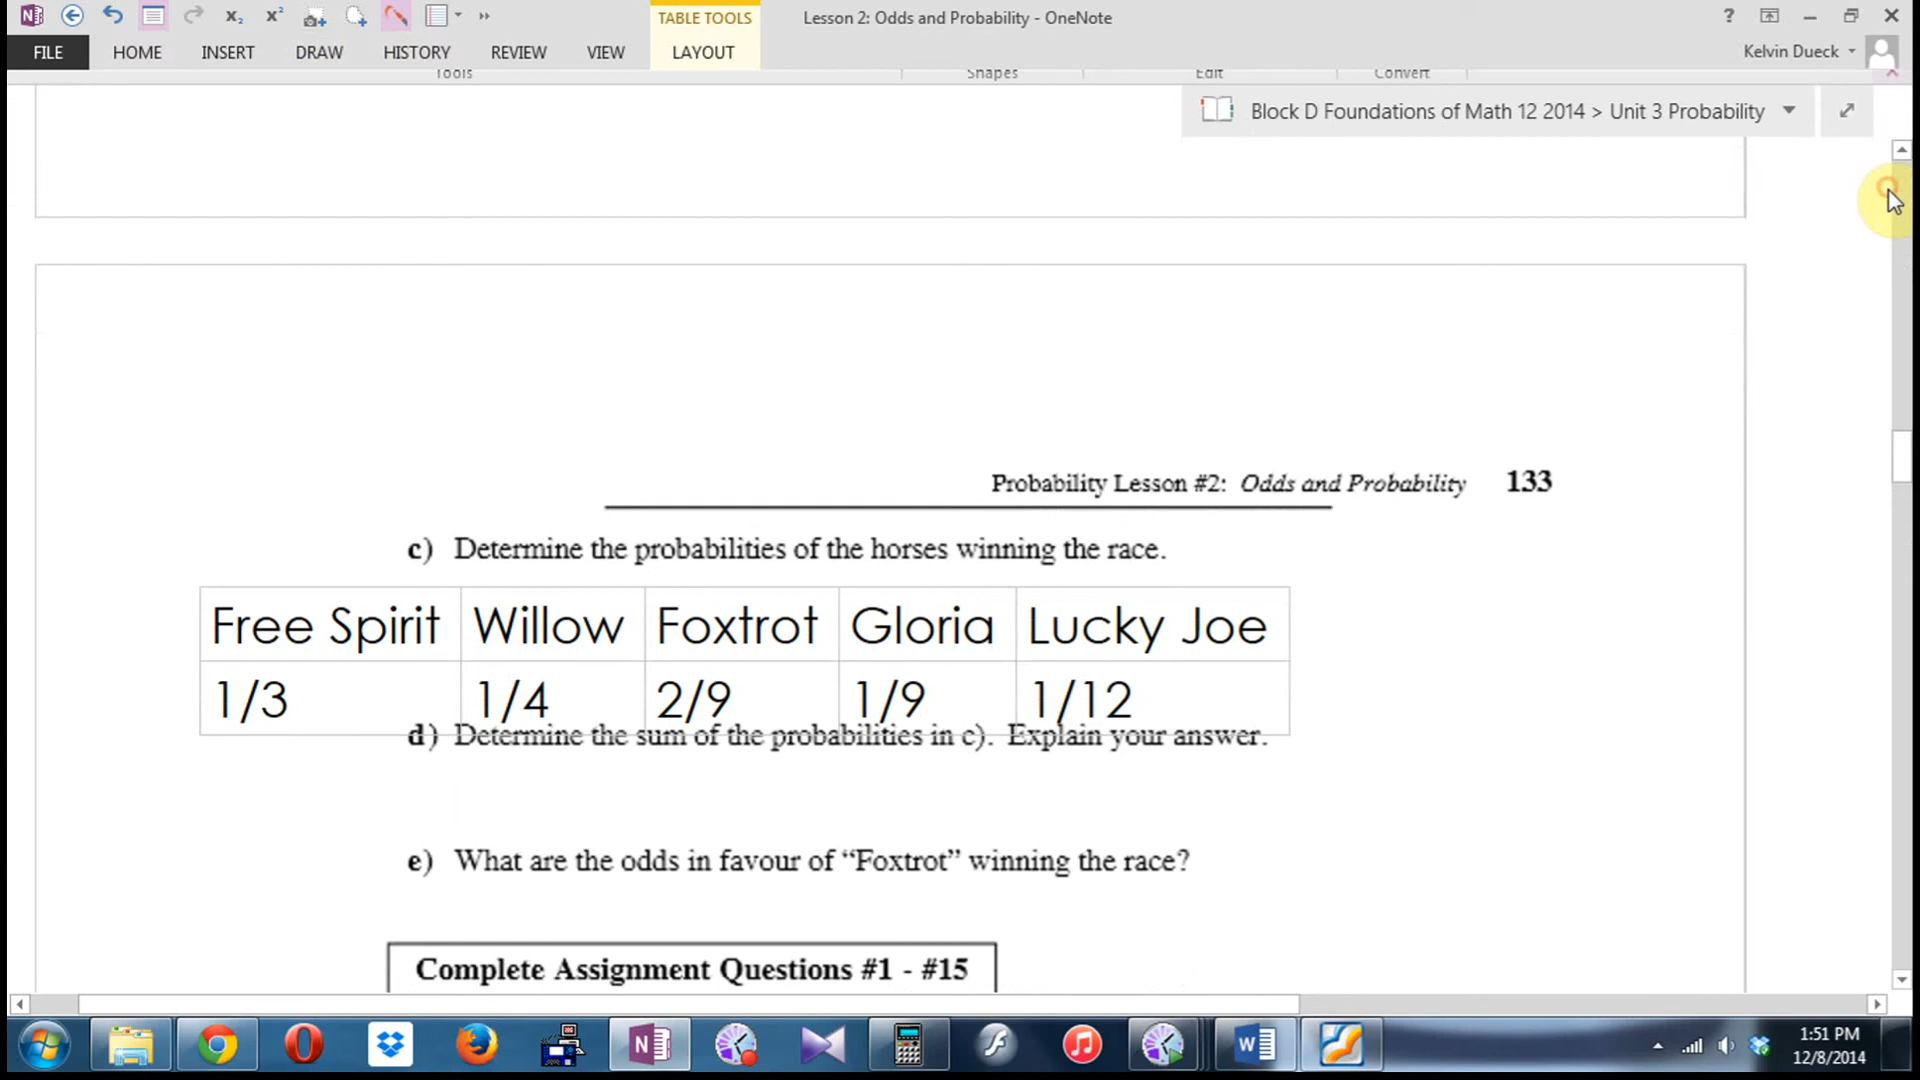 TABLE TOOLS
Lesson 2: Odds and Probability - OneNote
?
FILE
HOME
INSERT
DRAW
HISTORY
REVIEW
VIEW
LAYOUT
Kelvin Dueck
Tools
Shapes
Edit
Convert
Block D Foundations of Math 12 2014 > Unit 3 Probability
Probability Lesson #2: Odds and Probability 133
c) Determine the probabilities of the horses winning the race.
Free Spirit Willow Foxtrot Gloria Lucky Joe
1/3 1/4 2/9 1/9 1/12
d) Determine the sum of the probabilities in c). Explain your answer.
e) What are the odds in favour of “Foxtrot” winning the race?
Complete Assignment Questions #1 - #15
1:51 PM
12/8/2014